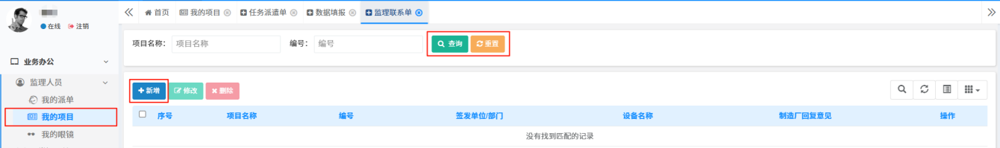 首页 我的项目 任务派遣单 数据填报 监理联系单
在线 注销
项目名称: 项目名称 编号: 编号 查询 重置
业务办公
监理人员
新增 修改 删除
我的派单
我的项目
序号 项目名称 编号 签发单位/部门 设备名称 制造厂回复意见 操作
我的眼镜
没有找到匹配的记录